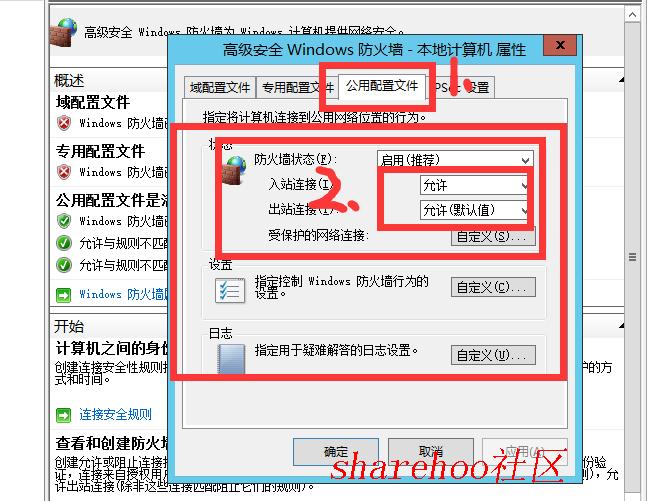 高级安全 Windows 防火墙为 Windows 计算机提供网络安全。
高级安全 Windows 防火墙 - 本地计算机 属性
x
概述
域配置文件
Windows 防火墙
专用配置文件
Windows 防火墙
公用配置文件是
Windows 防火墙
允许与规则不匹
允许与规则不匹
Windows 防火墙
域配置文件
专用配置文件
公用配置文件
设置
1.
指定将计算机连接到公用网络位置的行为。
状态
防火墙状态(F):
启用(推荐)
入站连接(I
允许
2.
出站连接(
允许(默认值)
受保护的网络连接:
自定义(S)...
设置
指定控制 Windows 防火墙行为的
设置。
自定义(C)...
日志
指定用于疑难解答的日志设置。
自定义(U)...
确定
取消
应用(A)
开始
计算机之间的身份
创建连接安全性规则
护的方
式和时间。
连接安全规则
查看和创建防火墙
创建允许或阻止连接
份验
证，连接来自授权用
则)，允
许出站连接(除非这些连接匹配阻止它们的规则)。
sharehoo社区